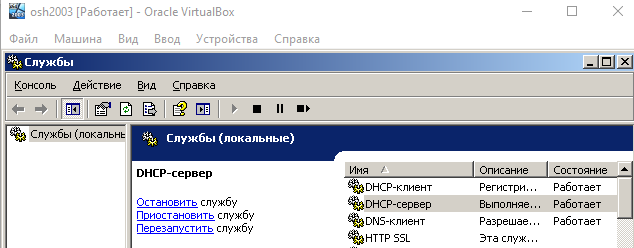 osh2003 [Работает] - Oracle VirtualBox
Файл Машина Вид Ввод Устройства Справка
Службы
Консоль Действие Вид Справка
Службы (локальны
Службы (локальные)
DHCP-сервер
Остановить службу
Приостановить службу
Перезапустить службу
Имя Описание Состояние
DHCP-клиент Регистри... Работает
DHCP-сервер Выполняе... Работает
DNS-клиент Разрешае... Работает
HTTP SSL Эта служ...